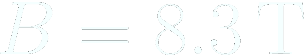 B = 8.3 T